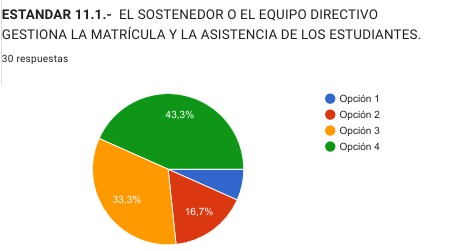 ESTANDAR 11.1.- EL SOSTENEDOR O EL EQUIPO DIRECTIVO
GESTIONA LA MATRÍCULA Y LA ASISTENCIA DE LOS ESTUDIANTES.
30 respuestas
43,3%
33,3%
16,7%
Opción 1
Opción 2
Opción 3
Opción 4